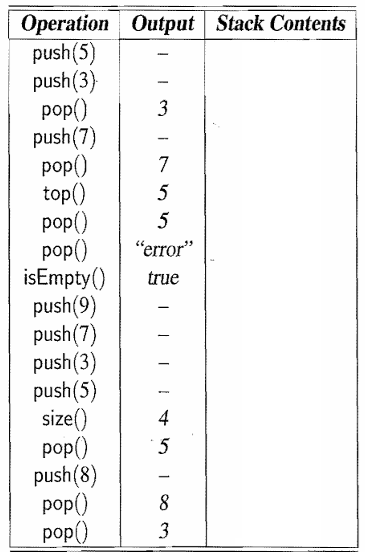 Operation Output Stack Contents
push(5) –
push(3) –
pop() 3
push(7) –
pop() 7
top() 5
pop() 5
pop() "error"
isEmpty() true
push(9) –
push(7) –
push(3) –
push(5) –
size() 4
pop() 5
push(8) –
pop() 8
pop() 3